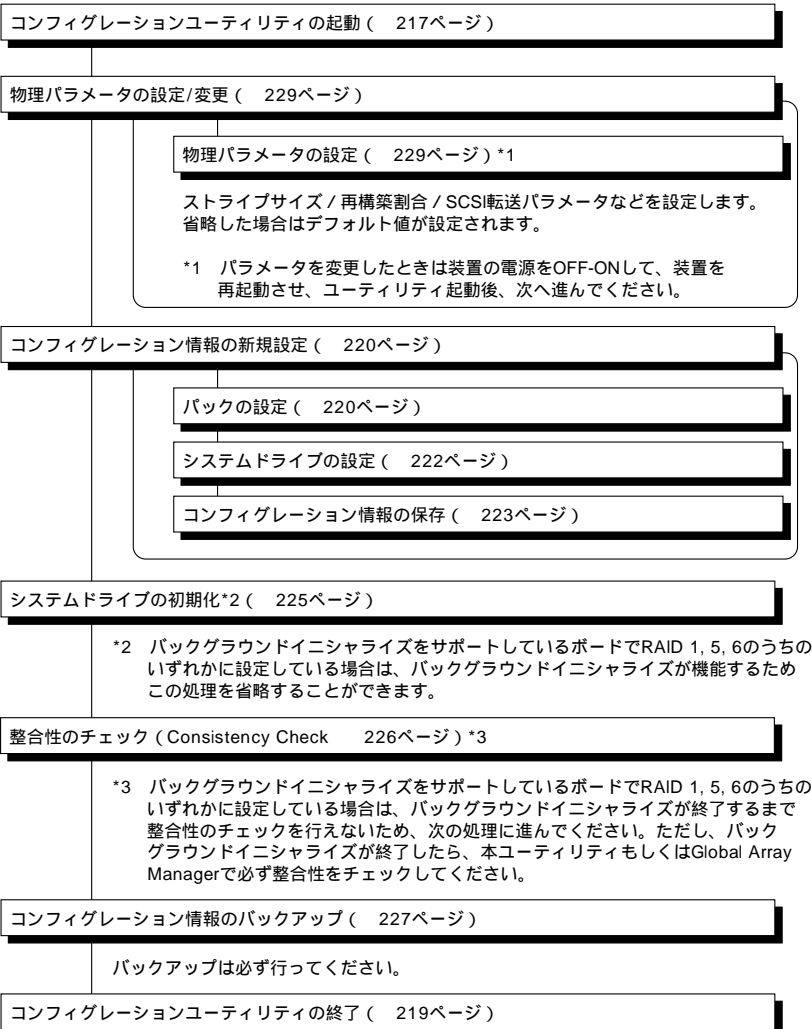 コンフィグレーションユーティリティの起動（　217ページ）
物理パラメータの設定/変更（　229ページ）
物理パラメータの設定（　229ページ）*1
ストライプサイズ / 再構築割合 / SCSI転送パラメータなどを設定します。
省略した場合はデフォルト値が設定されます。
*1　パラメータを変更したときは装置の電源をOFF-ONして、装置を
再起動させ、ユーティリティ起動後、次へ進んでください。
コンフィグレーション情報の新規設定（　220ページ）
パックの設定（　220ページ）
システムドライブの設定（　222ページ）
コンフィグレーション情報の保存（　223ページ）
システムドライブの初期化*2（　225ページ）
*2　バックグラウンドイニシャライズをサポートしているボードでRAID 1, 5, 6のうちの
いずれかに設定している場合は、バックグラウンドイニシャライズが機能するため
この処理を省略することができます。
整合性のチェック（Consistency Check　　226ページ）*3
*3　バックグラウンドイニシャライズをサポートしているボードでRAID 1, 5, 6のうちの
いずれかに設定している場合は、バックグラウンドイニシャライズが終了するまで
整合性のチェックを行えないため、次の処理に進んでください。ただし、バック
グラウンドイニシャライズが終了したら、本ユーティリティもしくはGlobal Array
Managerで必ず整合性をチェックしてください。
コンフィグレーション情報のバックアップ（　227ページ）
バックアップは必ず行ってください。
コンフィグレーションユーティリティの終了（　219ページ）